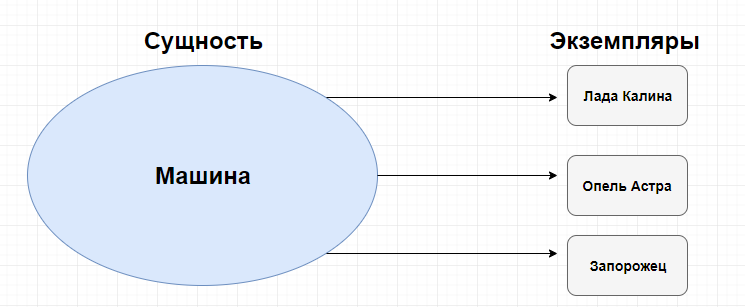 Сущность
Экземпляры
Машина
Лада Калина
Опель Астра
Запорожец